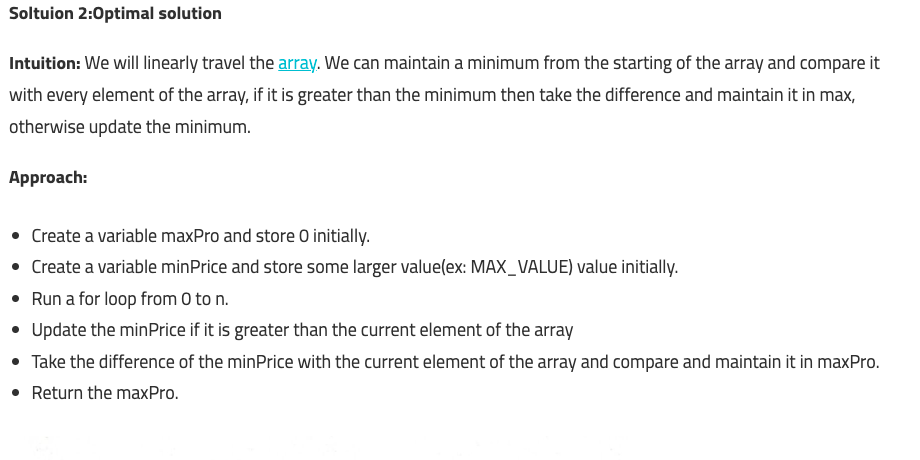 Soltuion 2:Optimal solution
Intuition: We will linearly travel the array. We can maintain a minimum from the starting of the array and compare it
with every element of the array, if it is greater than the minimum then take the difference and maintain it in max,
otherwise update the minimum.
Approach:
• Create a variable maxPro and store 0 initially.
• Create a variable minPrice and store some larger value(ex: MAX_VALUE) value initially.
• Run a for loop from 0 to n.
• Update the minPrice if it is greater than the current element of the array
• Take the difference of the minPrice with the current element of the array and compare and maintain it in maxPro.
• Return the maxPro.